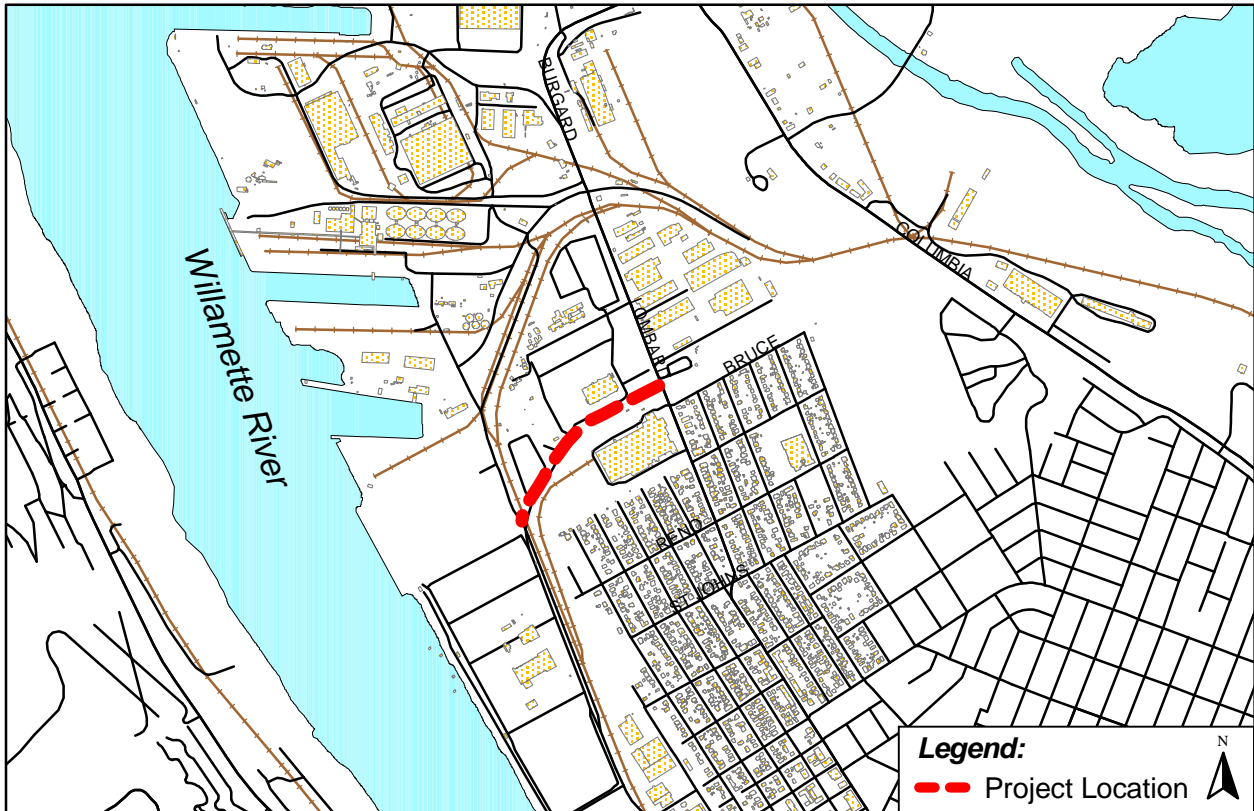 BURGARD
COLUMBIA
Willamette River
LOMBARD
BRUCE
RENO
ST JOHNS
Legend:
N
Project Location